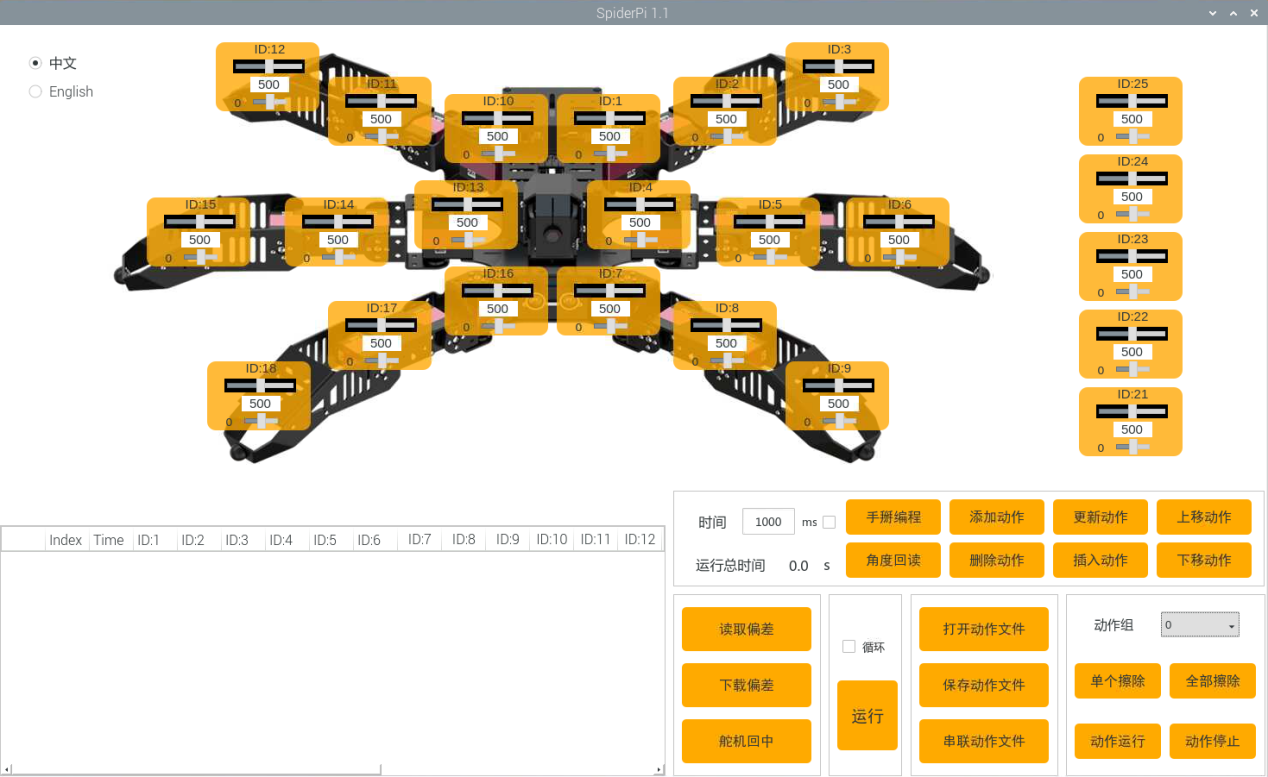 SpiderPi 1.1
中文
English
ID:12
500
0
ID:11
500
0
ID:10
500
0
ID:1
500
0
ID:2
500
0
ID:3
500
0
ID:15
500
0
ID:14
500
0
ID:13
500
0
ID:4
500
0
ID:5
500
0
ID:6
500
0
ID:18
500
0
ID:17
500
0
ID:16
500
0
ID:7
500
0
ID:8
500
0
ID:9
500
0
ID:25
500
0
ID:24
500
0
ID:23
500
0
ID:22
500
0
ID:21
500
0
Index Time ID:1 ID:2 ID:3 ID:4 ID:5 ID:6 ID:7 ID:8 ID:9 ID:10 ID:11 ID:12
时间 1000 ms 手掰编程 添加动作 更新动作 上移动作
运行总时间 0.0 s 角度回读 删除动作 插入动作 下移动作
读取偏差
下载偏差
舵机回中
循环
运行
打开动作文件
保存动作文件
串联动作文件
动作组 0
单个擦除 全部擦除
动作运行 动作停止